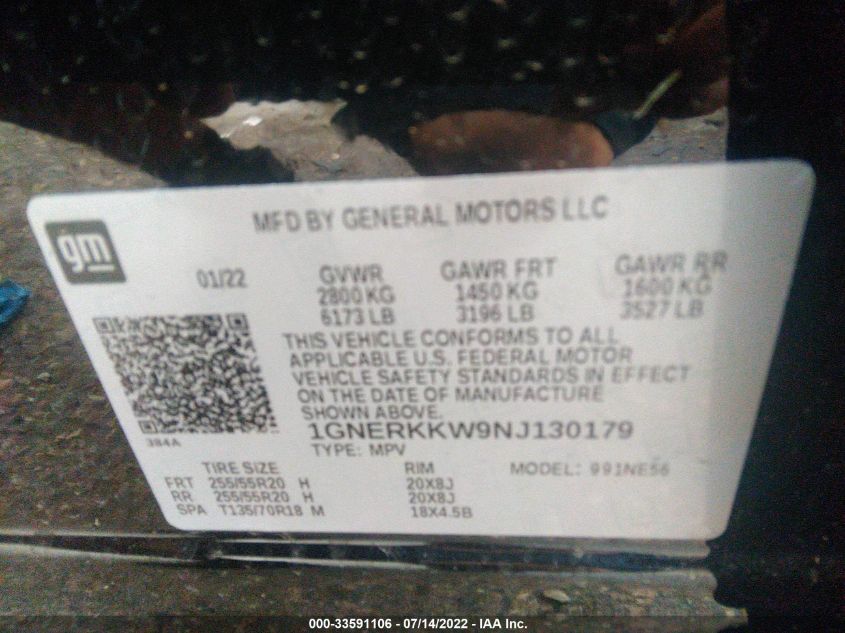 MFD BY GENERAL MOTORS LLC
gm
01/22
GVWR GAWR FRT GAWR RR
2800 KG 1450 KG 1600 KG
6173 LB 3196 LB 3527 LB
THIS VEHICLE CONFORMS TO ALL
APPLICABLE U.S. FEDERAL MOTOR
VEHICLE SAFETY STANDARDS IN EFFECT
ON THE DATE OF MANUFACTURE
SHOWN ABOVE.
384A
1GNERKKW9NJ130179
TYPE: MPV
TIRE SIZE RIM MODEL: 991NE56
FRT 255/55R20 H 20X8J
RR 255/55R20 H 20X8J
SPA T135/70R18 M 18X4.5B
000-33591106 - 07/14/2022 - IAA Inc.